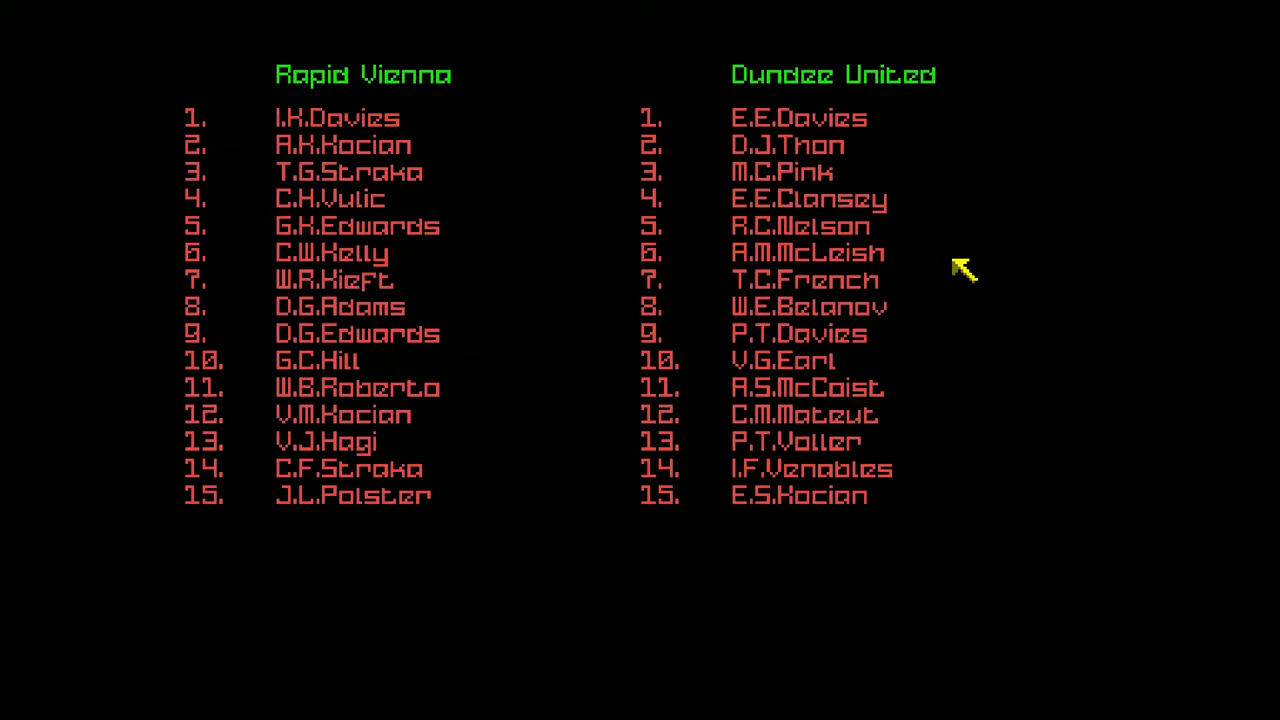 Rapid Vienna Dundee United
1. I.K.Davies 1. E.E.Davies
2. A.K.Kocian 2. D.J.Thon
3. T.G.Straka 3. M.C.Pink
4. C.H.Vulic 4. E.E.Clansey
5. G.K.Edwards 5. R.C.Nelson
6. C.W.Kelly 6. A.M.McLeish
7. W.R.Kieft 7. T.C.French
8. D.G.Adams 8. W.E.Belanov
9. D.G.Edwards 9. P.T.Davies
10. G.C.Hill 10. V.G.Earl
11. W.B.Roberto 11. A.S.McCoist
12. V.M.Kocian 12. C.M.Mateut
13. V.J.Hagi 13. P.T.Voller
14. C.F.Straka 14. I.F.Venables
15. J.L.Polster 15. E.S.Kocian